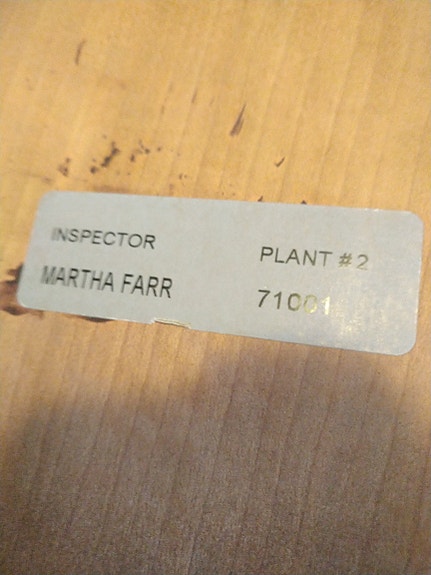 INSPECTOR
MARTHA FARR
PLANT #2
71001